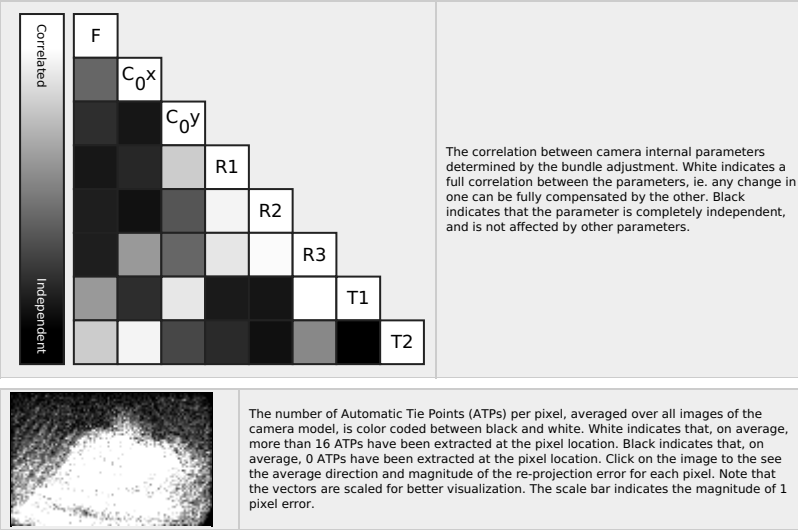 Correlated
Independent
F
C0x
C0y
R1
R2
R3
T1
T2
The correlation between camera internal parameters
determined by the bundle adjustment. White indicates a
full correlation between the parameters, ie. any change in
one can be fully compensated by the other. Black
indicates that the parameter is completely independent,
and is not affected by other parameters.
The number of Automatic Tie Points (ATPs) per pixel, averaged over all images of the
camera model, is color coded between black and white. White indicates that, on average,
more than 16 ATPs have been extracted at the pixel location. Black indicates that, on
average, 0 ATPs have been extracted at the pixel location. Click on the image to the see
the average direction and magnitude of the re-projection error for each pixel. Note that
the vectors are scaled for better visualization. The scale bar indicates the magnitude of 1
pixel error.